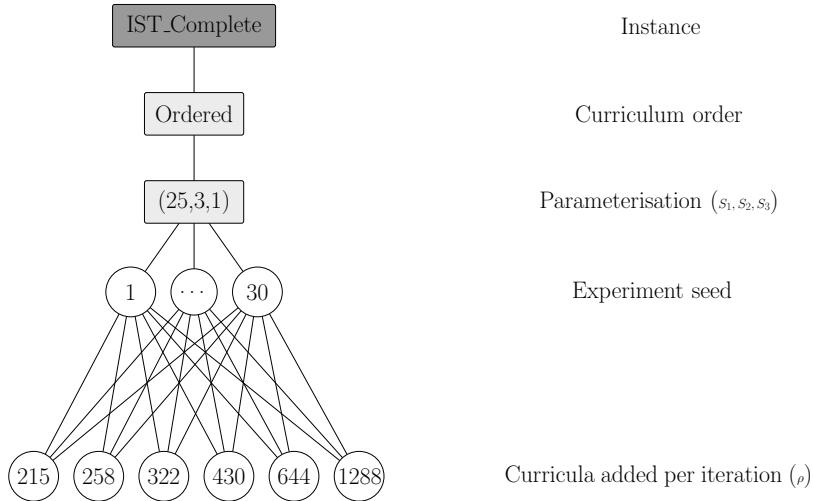 IST_Complete Instance
Ordered Curriculum order
(25,3,1) Parameterisation (S₁,S₂,S₃)
1 ··· 30 Experiment seed
215 258 322 430 644 1288 Curricula added per iteration (ρ)